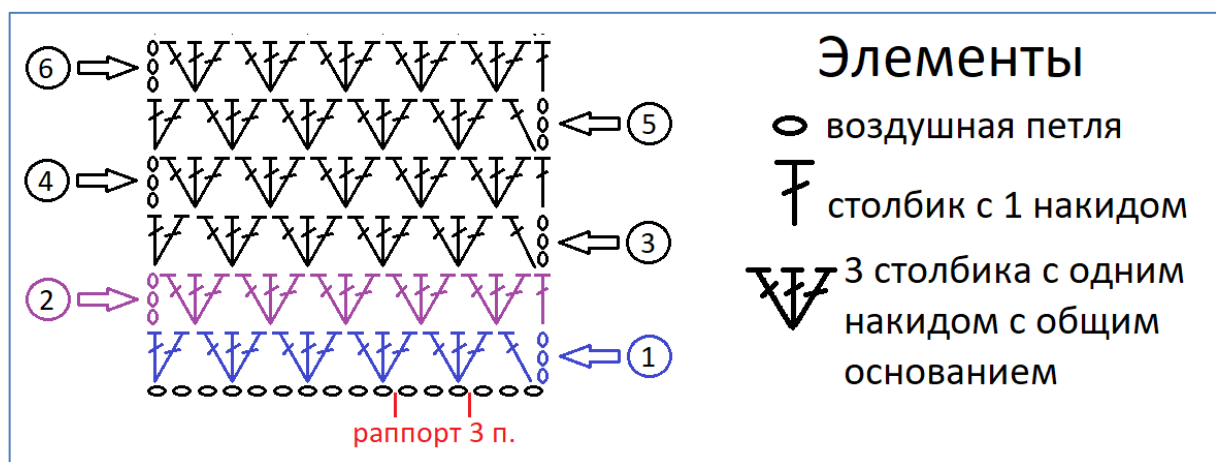 6
5
4
3
2
1
раппорт 3 п.
Элементы
воздушная петля
столбик с 1 накидом
3 столбика с одним
накидом с общим
основанием